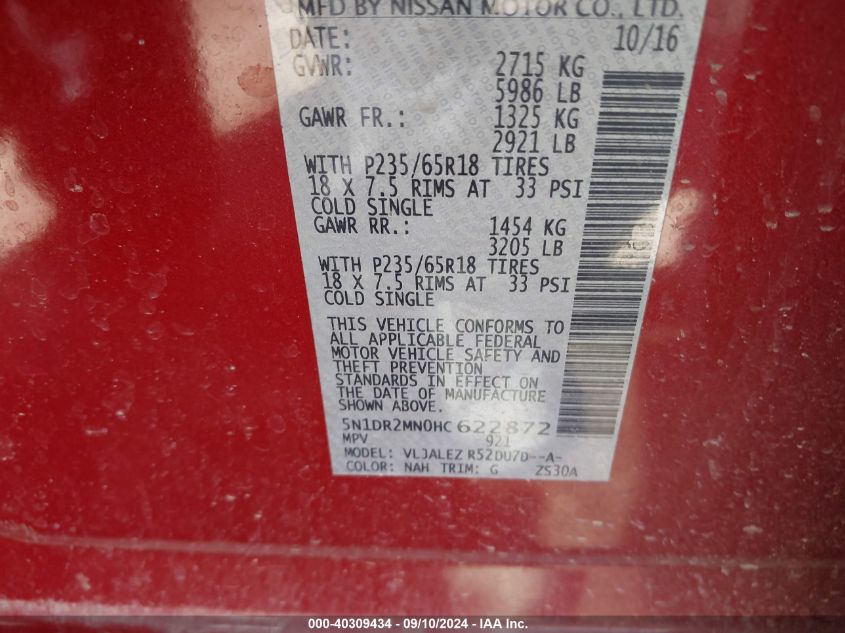 MFD BY NISSAN MOTOR CO., LTD.
DATE: 10/16
GVWR: 2715 KG
5986 LB
GAWR FR.: 1325 KG
2921 LB
WITH P235/65R18 TIRES
18 X 7.5 RIMS AT 33 PSI
COLD SINGLE
GAWR RR.: 1454 KG
3205 LB
WITH P235/65R18 TIRES
18 X 7.5 RIMS AT 33 PSI
COLD SINGLE
THIS VEHICLE CONFORMS TO
ALL APPLICABLE FEDERAL
MOTOR VEHICLE SAFETY AND
THEFT PREVENTION
STANDARDS IN EFFECT ON
THE DATE OF MANUFACTURE
SHOWN ABOVE.
5N1DR2MN0HC 622872
MPV 921
MODEL: VLJALEZ R52DU7D--A-
COLOR: NAH TRIM: G ZS30A
000-40309434 - 09/10/2024 - IAA Inc.